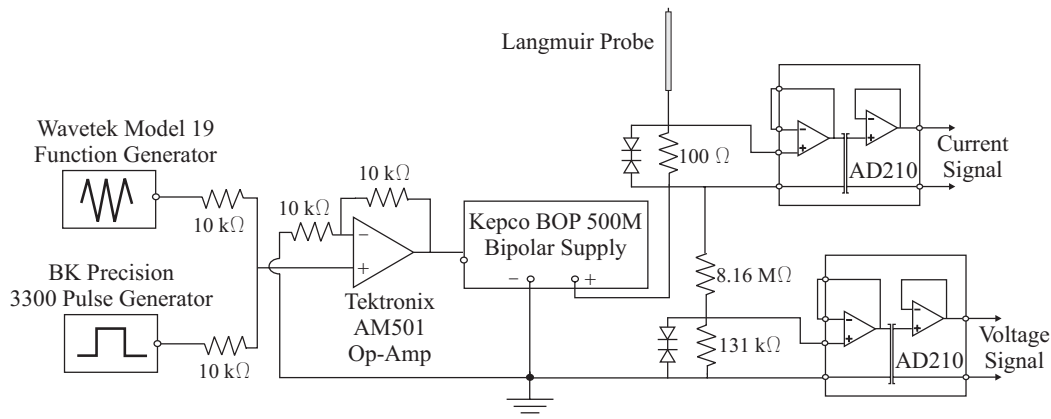 Langmuir Probe
Wavetek Model 19
Function Generator
10 kΩ
BK Precision
3300 Pulse Generator
10 kΩ
10 kΩ
10 kΩ
−
+
Tektronix
AM501
Op-Amp
Kepco BOP 500M
Bipolar Supply
−
+
100 Ω
−
+
−
+
AD210
Current
Signal
8.16 MΩ
131 kΩ
−
+
−
+
AD210
Voltage
Signal